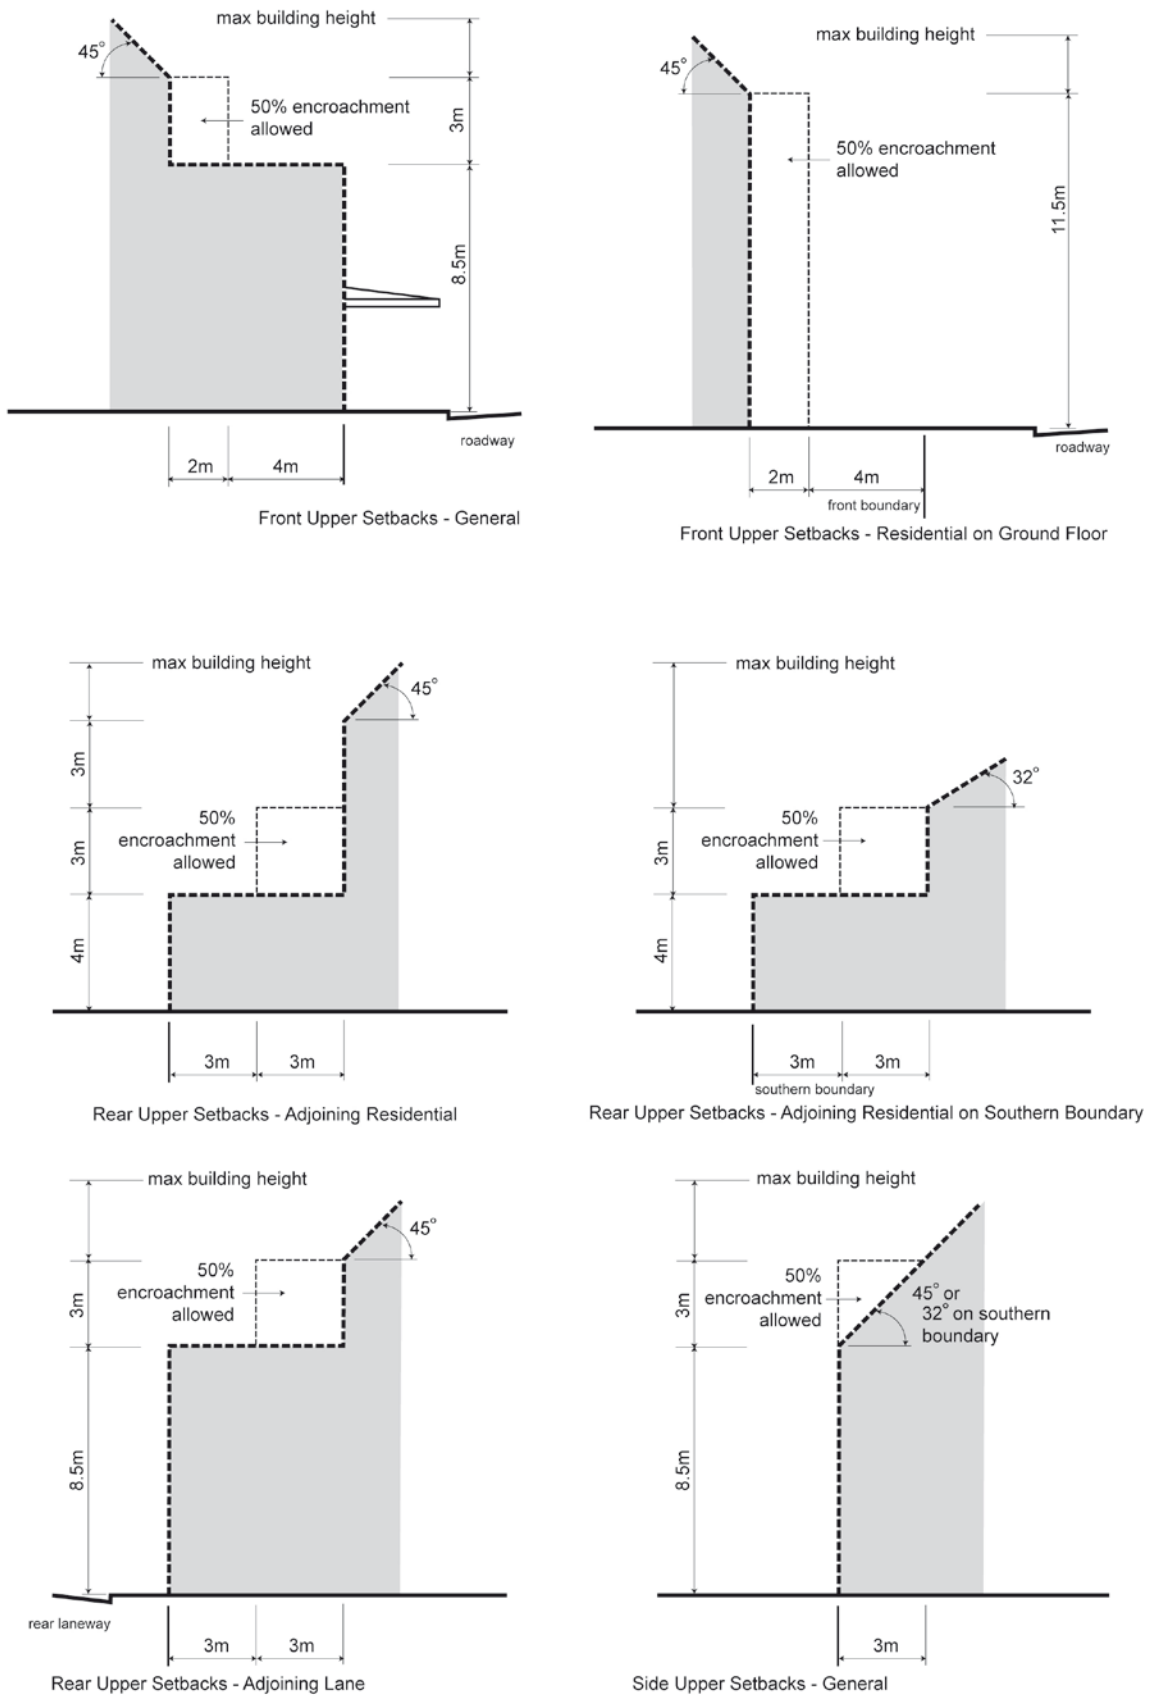 max building height
45°
50% encroachment
allowed
3m
8.5m
roadway
2m
4m
Front Upper Setbacks - General
max building height
45°
50% encroachment
allowed
11.5m
roadway
2m
4m
front boundary
Front Upper Setbacks - Residential on Ground Floor
max building height
45°
3m
50%
encroachment
allowed
3m
4m
3m
3m
Rear Upper Setbacks - Adjoining Residential
max building height
32°
50%
encroachment
allowed
3m
4m
3m
3m
southern boundary
Rear Upper Setbacks - Adjoining Residential on Southern Boundary
max building height
45°
50%
encroachment
allowed
3m
8.5m
rear laneway
3m
3m
Rear Upper Setbacks - Adjoining Lane
max building height
50%
encroachment
allowed
45° or
32° on southern
boundary
3m
8.5m
3m
Side Upper Setbacks - General